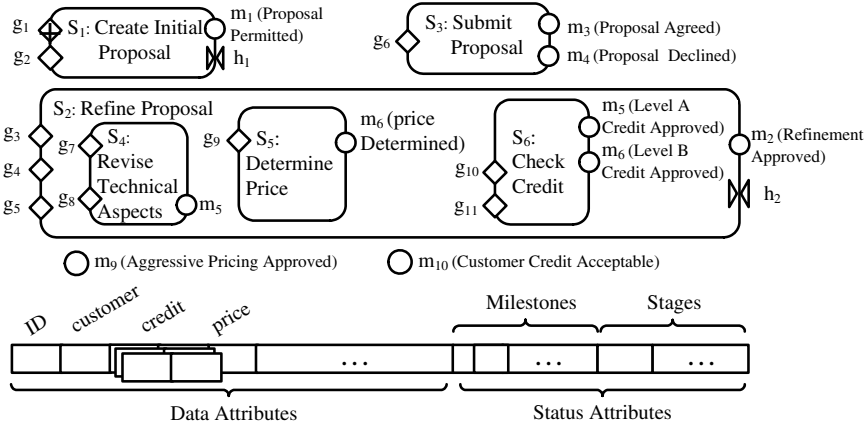 g1
S1: Create Initial Proposal
m1 (Proposal Permitted)
g2
h1
g6
S3: Submit Proposal
m3 (Proposal Agreed)
m4 (Proposal Declined)
S2: Refine Proposal
g3
g4
g5
g7
S4: Revise Technical Aspects
g8
m5
g9
S5: Determine Price
m6 (price Determined)
g10
g11
S6: Check Credit
m5 (Level A Credit Approved)
m6 (Level B Credit Approved)
m2 (Refinement Approved)
h2
m9 (Aggressive Pricing Approved)
m10 (Customer Credit Acceptable)
ID
customer
credit
price
Milestones
Stages
...
...
...
Data Attributes
Status Attributes